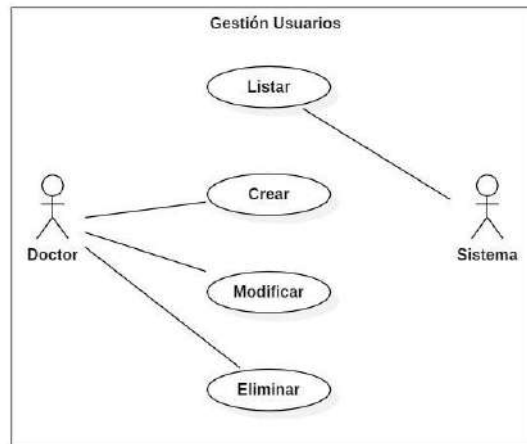 Gestión Usuarios
Listar
Crear
Doctor
Sistema
Modificar
Eliminar